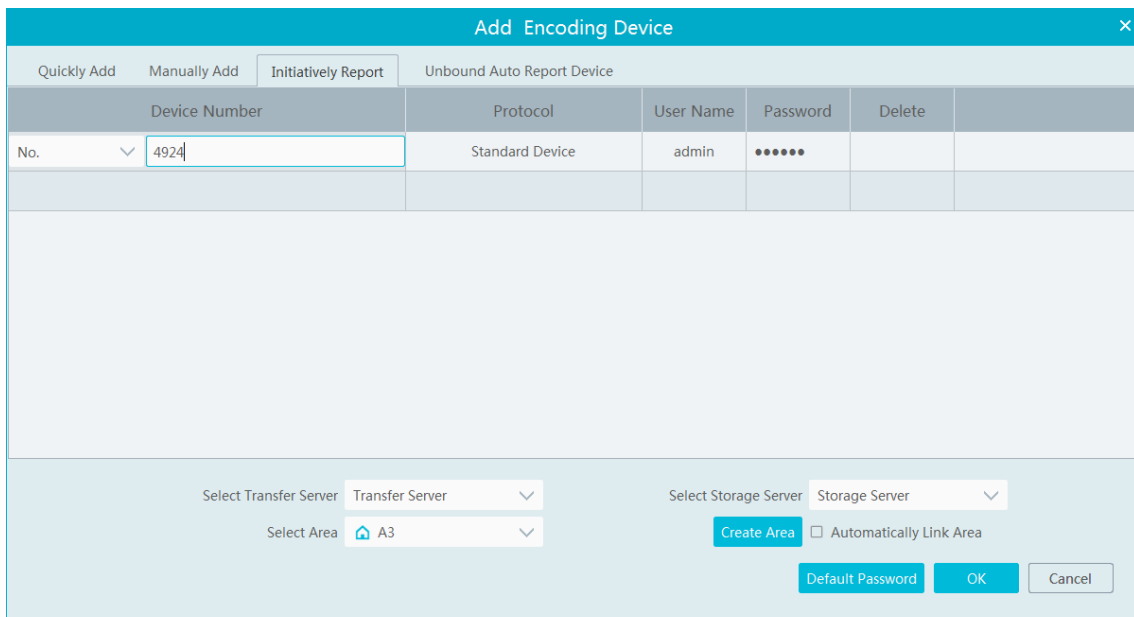 Add Encoding Device
Quickly Add Manually Add Initiatively Report Unbound Auto Report Device
Device Number Protocol User Name Password Delete
No. 4924 Standard Device admin ••••••
Select Transfer Server Transfer Server Select Storage Server Storage Server
Select Area A3 Create Area Automatically Link Area
Default Password OK Cancel